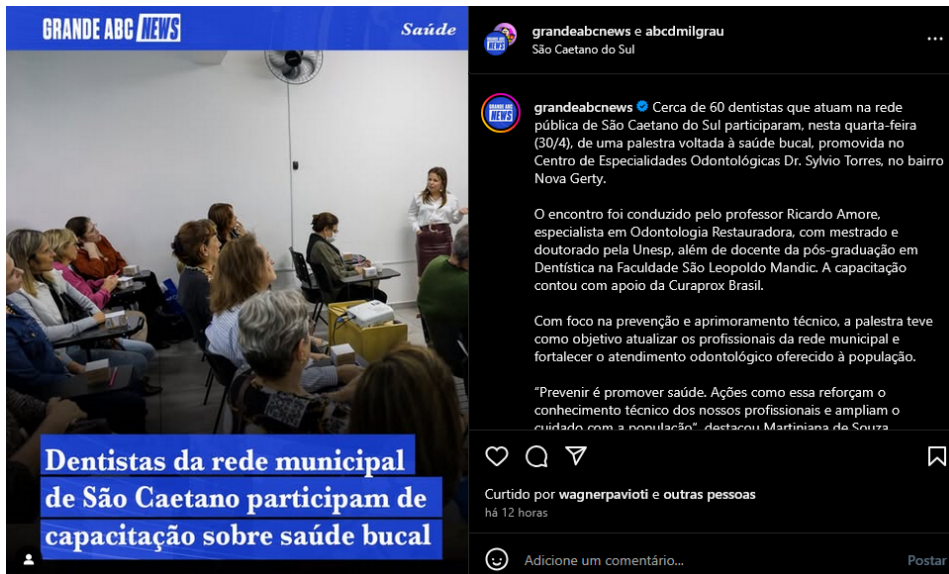 GRANDE ABC NEWS
Saúde
Dentistas da rede municipal
de São Caetano participam de
capacitação sobre saúde bucal
grandeabcnews e abcdmilgrau
São Caetano do Sul
grandeabcnews Cerca de 60 dentistas que atuam na rede
pública de São Caetano do Sul participaram, nesta quarta-feira
(30/4), de uma palestra voltada à saúde bucal, promovida no
Centro de Especialidades Odontológicas Dr. Sylvio Torres, no bairro
Nova Gerty.
O encontro foi conduzido pelo professor Ricardo Amore,
especialista em Odontologia Restauradora, com mestrado e
doutorado pela Unesp, além de docente da pós-graduação em
Dentística na Faculdade São Leopoldo Mandic. A capacitação
contou com apoio da Curaprox Brasil.
Com foco na prevenção e aprimoramento técnico, a palestra teve
como objetivo atualizar os profissionais da rede municipal e
fortalecer o atendimento odontológico oferecido à população.
“Prevenir é promover saúde. Ações como essa reforçam o
conhecimento técnico dos nossos profissionais e ampliam o
cuidado com a população”, destacou Martiniana de Souza
Curtido por wagnerpavioti e outras pessoas
há 12 horas
Adicione um comentário...
Postar